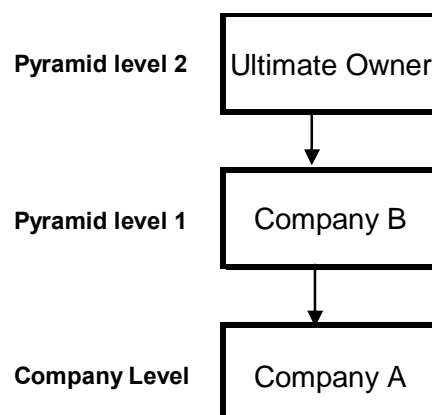 Pyramid level 2
Ultimate Owner
Pyramid level 1
Company B
Company Level
Company A